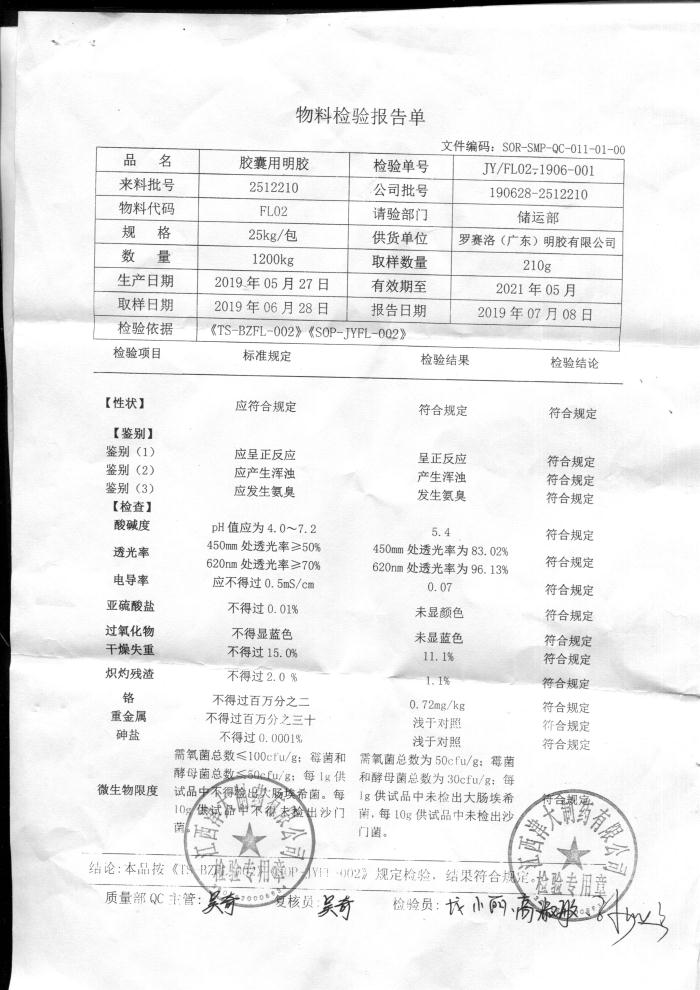 物料检验报告单
文件编码：SOR-SMP-QC-011-01-00
品 名 胶囊用明胶 检验单号 JY/FL02-1906-001
来料批号 2512210 公司批号 190628-2512210
物料代码 FL02 请验部门 储运部
规 格 25kg/包 供货单位 罗赛洛（广东）明胶有限公司
数 量 1200kg 取样数量 210g
生产日期 2019 年 05 月 27 日 有效期至 2021 年 05 月
取样日期 2019 年 06 月 28 日 报告日期 2019 年 07 月 08 日
检验依据 《TS-BZFL-002》《SOP-JYFL-002》
检验项目 标准规定 检验结果 检验结论
【性状】 应符合规定 符合规定 符合规定
【鉴别】
鉴别（1） 应呈正反应 呈正反应 符合规定
鉴别（2） 应产生浑浊 产生浑浊 符合规定
鉴别（3） 应发生氨臭 发生氨臭 符合规定
【检查】
酸碱度 pH 值应为 4.0～7.2 5.4 符合规定
透光率 450mm 处透光率≥50% 450mm 处透光率为 83.02% 符合规定
620nm 处透光率≥70% 620nm 处透光率为 96.13%
电导率 应不得过 0.5mS/cm 0.07 符合规定
亚硫酸盐 不得过 0.01% 未显颜色 符合规定
过氧化物 不得显蓝色 未显蓝色 符合规定
干燥失重 不得过 15.0% 11.1% 符合规定
炽灼残渣 不得过 2.0 % 1.1% 符合规定
铬 不得过百万分之二 0.72mg/kg 符合规定
重金属 不得过百万分之三十 浅于对照 符合规定
砷盐 不得过 0.0001% 浅于对照 符合规定
微生物限度 需氧菌总数≤100cfu/g；霉菌和 需氧菌总数为 50cfu/g；霉菌 符合规定
酵母菌总数≤50cfu/g；每 1g 供 和酵母菌总数为 30cfu/g；每
试品中不得检出大肠埃希菌。每 1g 供试品中未检出大肠埃希
10g 供试品中不得检出沙门 菌，每 10g 供试品中未检出沙
菌。 门菌。
结论:本品按《TS-BZFL-002》《SOP-JYFL-002》规定检验，结果符合规定。
质量部 QC 主管: 吴奇 复核员: 吴奇 检验员:
江西津大制药有限公司
检验专用章
江西津大制药有限公司
检验专用章